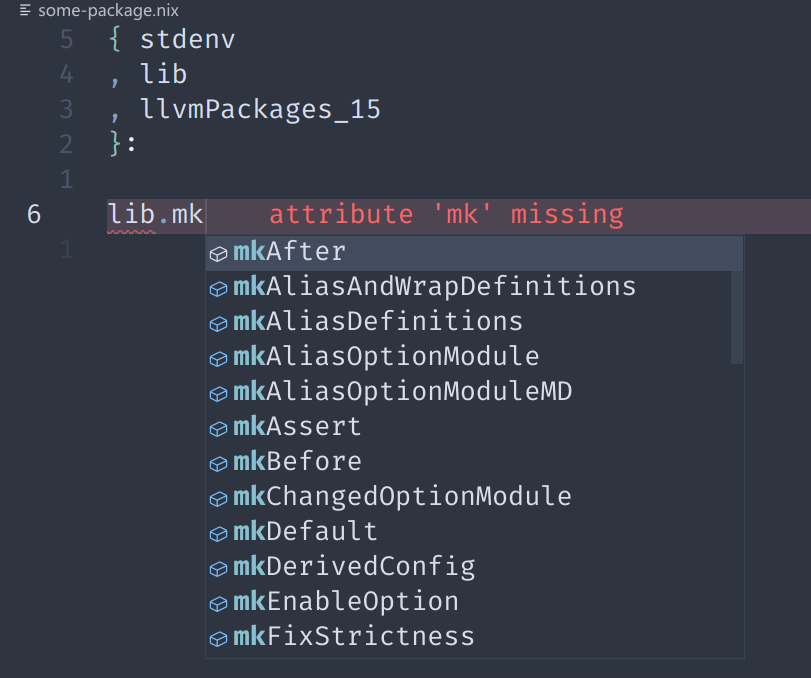 some-package.nix
5 { stdenv
4 , lib
3 , llvmPackages_15
2 }:
1
6 lib.mk attribute 'mk' missing
1 mkAfter
mkAliasAndWrapDefinitions
mkAliasDefinitions
mkAliasOptionModule
mkAliasOptionModuleMD
mkAssert
mkBefore
mkChangedOptionModule
mkDefault
mkDerivedConfig
mkEnableOption
mkFixStrictness